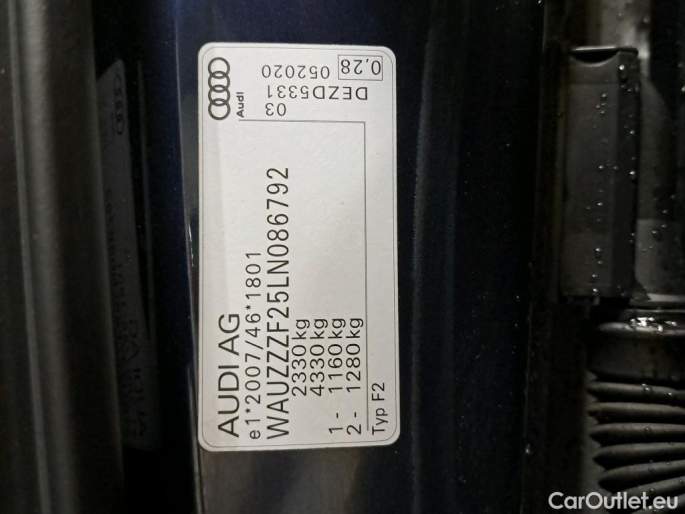 AUDI AG
e1*2007/46*1801
WAUZZZF25LN086792
2330kg
4330kg
1 - 1160kg
2 - 1280kg
Typ F2
Audi
03
DEZD5331
052020 0,28
CarOutlet.eu